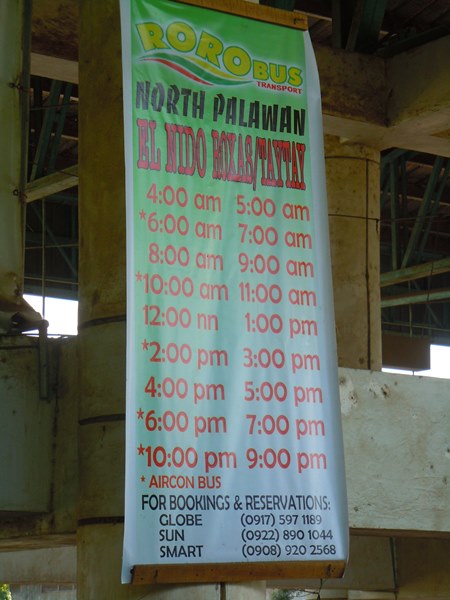 ROROBUS
TRANSPORT
NORTH PALAWAN
EL NIDO ROXAS/TAYTAY
4:00 am 5:00 am
*6:00 am 7:00 am
8:00 am 9:00 am
*10:00 am 11:00 am
12:00 nn 1:00 pm
*2:00 pm 3:00 pm
4:00 pm 5:00 pm
*6:00 pm 7:00 pm
*10:00 pm 9:00 pm
* AIRCON BUS
FOR BOOKINGS & RESERVATIONS:
GLOBE (0917) 597 1189
SUN (0922) 890 1044
SMART (0908) 920 2568